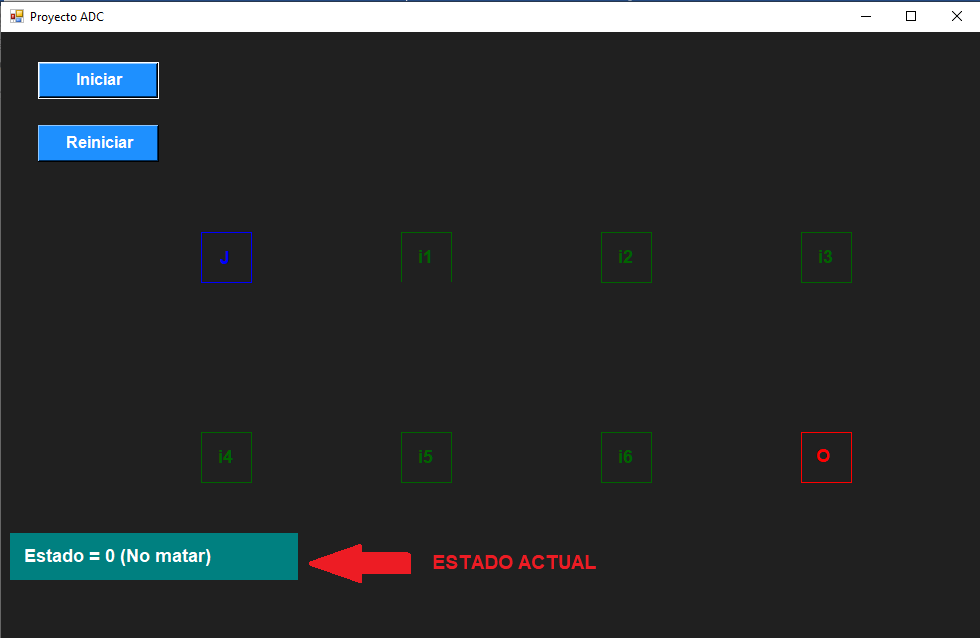 Proyecto ADC
Iniciar
Reiniciar
J i1 i2 i3
i4 i5 i6 O
Estado = 0 (No matar) ESTADO ACTUAL